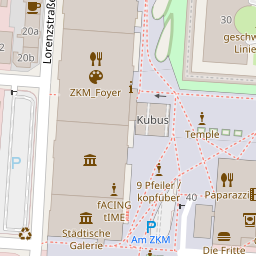 Lorenzstraße
30
geschw
Linie
20a
20b
ZKM_Foyer
Kubus
Temple
P
9 Pfeiler /
kopfüber
40
Paparazzi
fACING
tIME
Städtische
Galerie
P
Am ZKM
Die Fritte